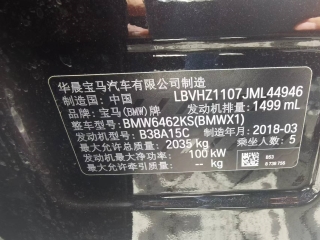 华晨宝马汽车有限公司制造
制造国：中国 LBVHZ1107JML44946
品牌：宝马(BMW)牌 发动机排量：1499 mL
整车型号：BMW6462KS(BMWX1)
发动机型号：B38A15C 制造年月：2018-03
最大允许总质量：2035 kg 乘坐人数：5
发动机最大净功率：100 kW
最大允许牵引质量：-- kg